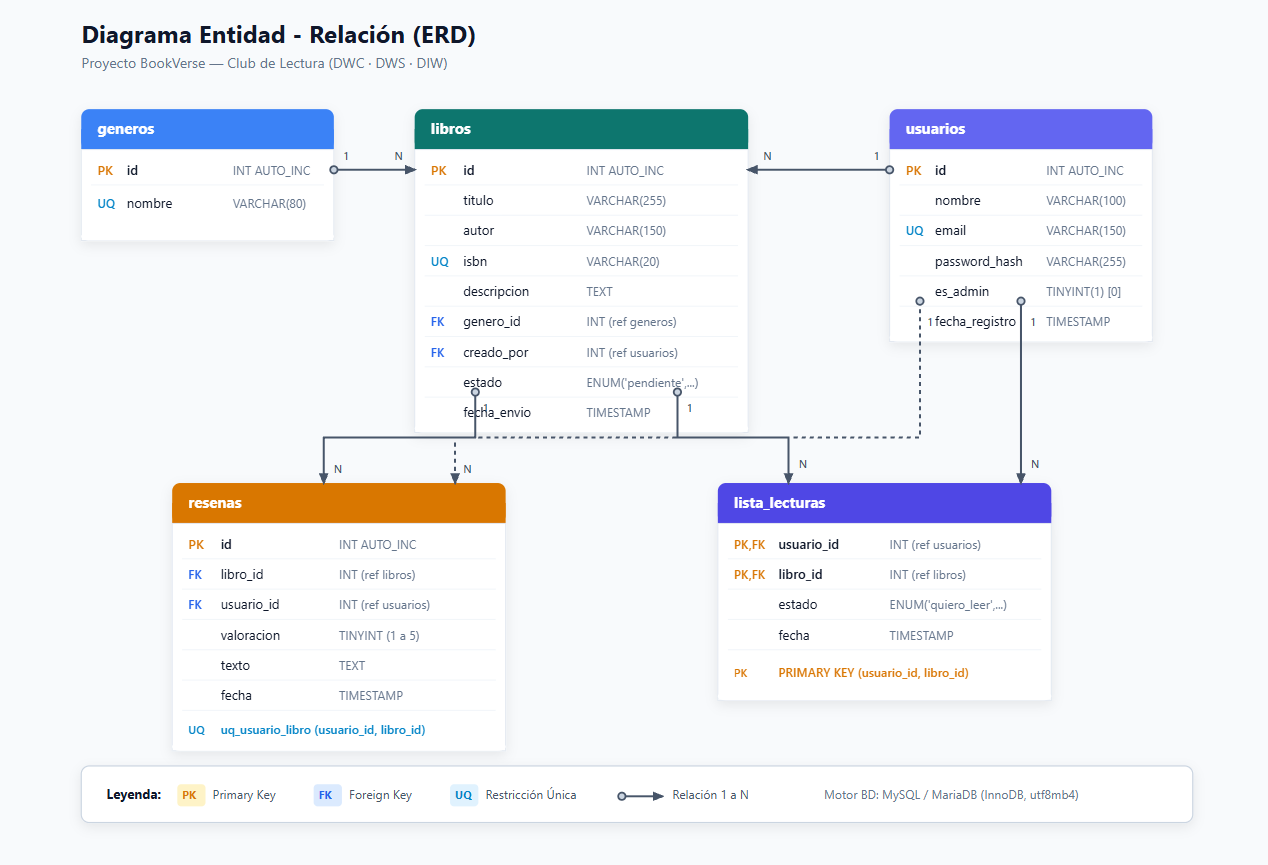 Diagrama Entidad - Relación (ERD)
Proyecto BookVerse — Club de Lectura (DWC · DWS · DIW)
generos
PK id INT AUTO_INC
UQ nombre VARCHAR(80)
1 N
libros
PK id INT AUTO_INC
titulo VARCHAR(255)
autor VARCHAR(150)
UQ isbn VARCHAR(20)
descripcion TEXT
FK genero_id INT (ref generos)
FK creado_por INT (ref usuarios)
estado ENUM('pendiente',...)
fecha_envio TIMESTAMP
N 1
usuarios
PK id INT AUTO_INC
nombre VARCHAR(100)
UQ email VARCHAR(150)
password_hash VARCHAR(255)
es_admin TINYINT(1) [0]
fecha_registro TIMESTAMP
1 1
1 1
N N
N N
resenas
PK id INT AUTO_INC
FK libro_id INT (ref libros)
FK usuario_id INT (ref usuarios)
valoracion TINYINT (1 a 5)
texto TEXT
fecha TIMESTAMP
UQ uq_usuario_libro (usuario_id, libro_id)
lista_lecturas
PK,FK usuario_id INT (ref usuarios)
PK,FK libro_id INT (ref libros)
estado ENUM('quiero_leer',...)
fecha TIMESTAMP
PK PRIMARY KEY (usuario_id, libro_id)
Leyenda: PK Primary Key FK Foreign Key UQ Restricción Única Relación 1 a N Motor BD: MySQL / MariaDB (InnoDB, utf8mb4)